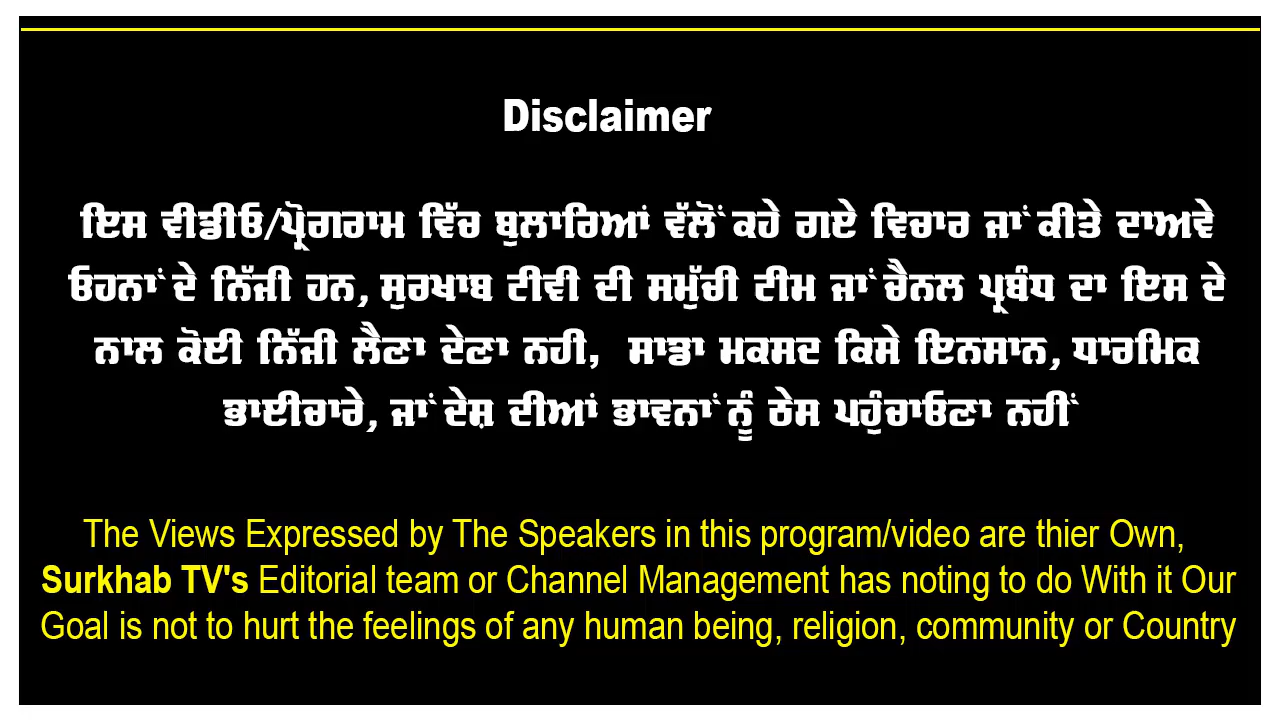 Disclaimer
ਇਸ ਵੀਡੀਓ/ਪ੍ਰੋਗਰਾਮ ਵਿੱਚ ਬੁਲਾਰਿਆਂ ਵੱਲੋਂ ਕਹੇ ਗਏ ਵਿਚਾਰ ਜਾਂ ਕੀਤੇ ਦਾਅਵੇ
ਓਹਨਾਂ ਦੇ ਨਿੱਜੀ ਹਨ, ਸੁਰਖਾਬ ਟੀਵੀ ਦੀ ਸਮੁੱਚੀ ਟੀਮ ਜਾਂ ਚੈਨਲ ਪ੍ਰਬੰਧ ਦਾ ਇਸ ਦੇ
ਨਾਲ ਕੋਈ ਨਿੱਜੀ ਲੈਣਾ ਦੇਣਾ ਨਹੀ, ਸਾਡਾ ਮਕਸਦ ਕਿਸੇ ਇਨਸਾਨ, ਧਾਰਮਿਕ
ਭਾਈਚਾਰੇ, ਜਾਂ ਦੇਸ਼ ਦੀਆਂ ਭਾਵਨਾਂ ਨੂੰ ਠੇਸ ਪਹੁੰਚਾਓਣਾ ਨਹੀਂ
The Views Expressed by The Speakers in this program/video are thier Own,
Surkhab TV's Editorial team or Channel Management has noting to do With it Our
Goal is not to hurt the feelings of any human being, religion, community or Country